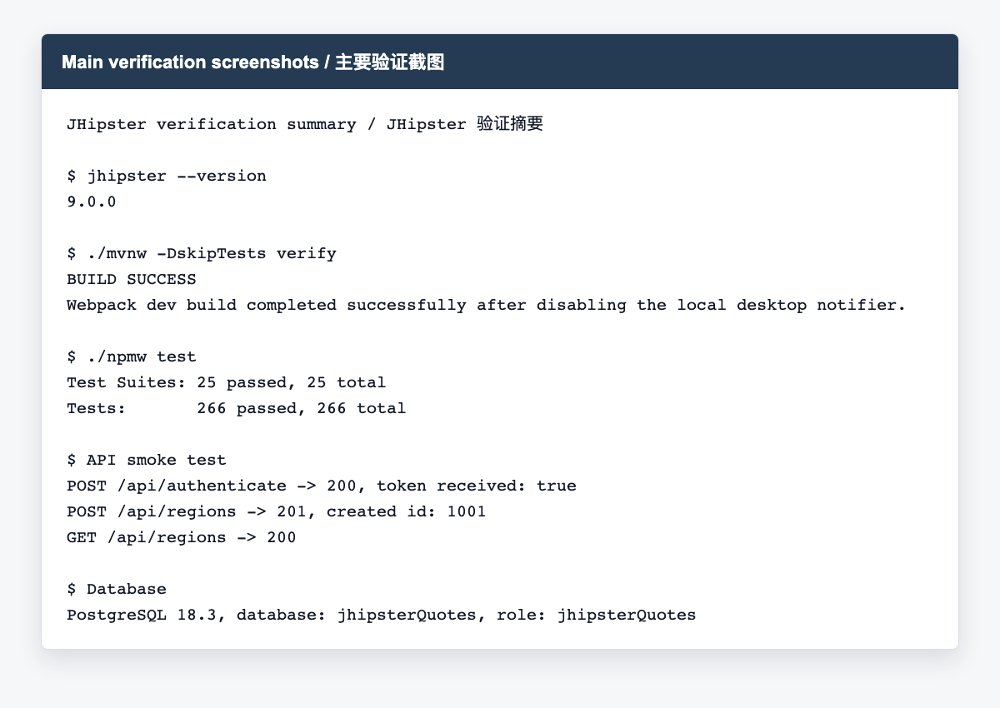 Main verification screenshots / 主要验证截图
JHipster verification summary / JHipster 验证摘要
$ jhipster --version
9.0.0
$ ./mvnw -DskipTests verify
BUILD SUCCESS
Webpack dev build completed successfully after disabling the local desktop notifier.
$ ./npmw test
Test Suites: 25 passed, 25 total
Tests:       266 passed, 266 total
$ API smoke test
POST /api/authenticate -> 200, token received: true
POST /api/regions -> 201, created id: 1001
GET /api/regions -> 200
$ Database
PostgreSQL 18.3, database: jhipsterQuotes, role: jhipsterQuotes